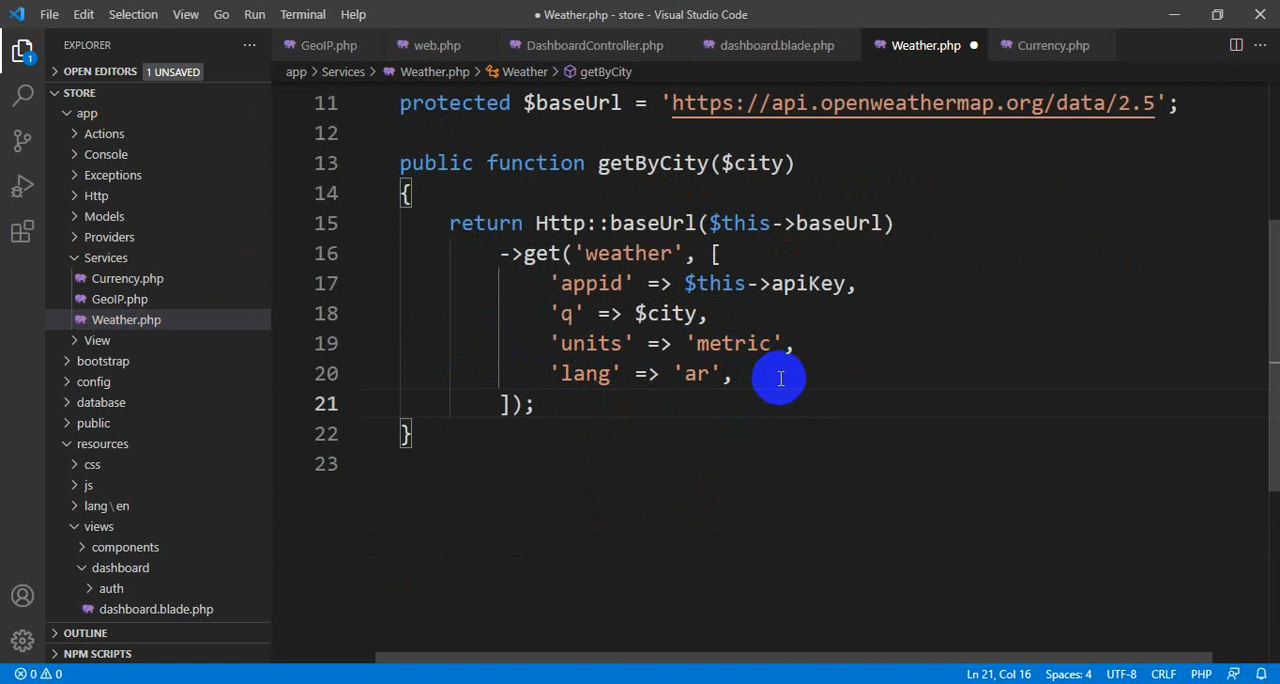 File Edit Selection View Go Run Terminal Help ● Weather.php - store - Visual Studio Code
EXPLORER ···
GeoIP.php web.php DashboardController.php dashboard.blade.php Weather.php ● Currency.php
OPEN EDITORS 1 UNSAVED
app > Services > Weather.php > Weather > getByCity
STORE
app
Actions
Console
Exceptions
Http
Models
Providers
Services
Currency.php
GeoIP.php
Weather.php
View
bootstrap
config
database
public
resources
css
js
lang \ en
views
components
dashboard
auth
dashboard.blade.php
OUTLINE
NPM SCRIPTS
1
11 protected $baseUrl = 'https://api.openweathermap.org/data/2.5';
12
13 public function getByCity($city)
14 {
15 return Http::baseUrl($this->baseUrl)
16 ->get('weather', [
17 'appid' => $this->apiKey,
18 'q' => $city,
19 'units' => 'metric',
20 'lang' => 'ar',
21 ]);
22 }
23
0 0 Ln 21, Col 16 Spaces: 4 UTF-8 CRLF PHP